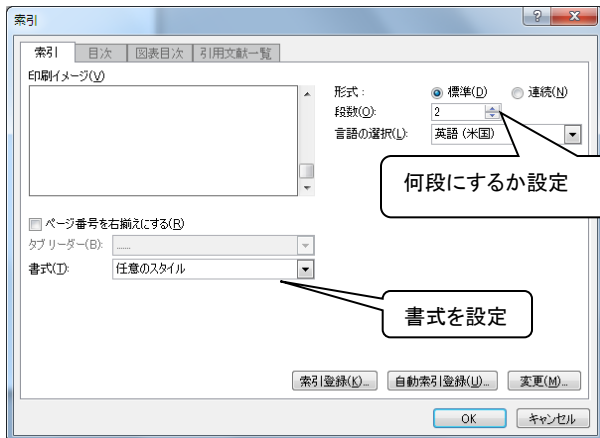 索引
索引 目次 図表目次 引用文献一覧
印刷イメージ(V)
形式: 標準(D) 連続(N)
段数(O): 2
言語の選択(L): 英語 (米国)
何段にするか設定
ページ番号を右揃えにする(R)
タブ リーダー(B): ......
書式(T): 任意のスタイル
書式を設定
索引登録(K)... 自動索引登録(U)... 変更(M)...
OK キャンセル